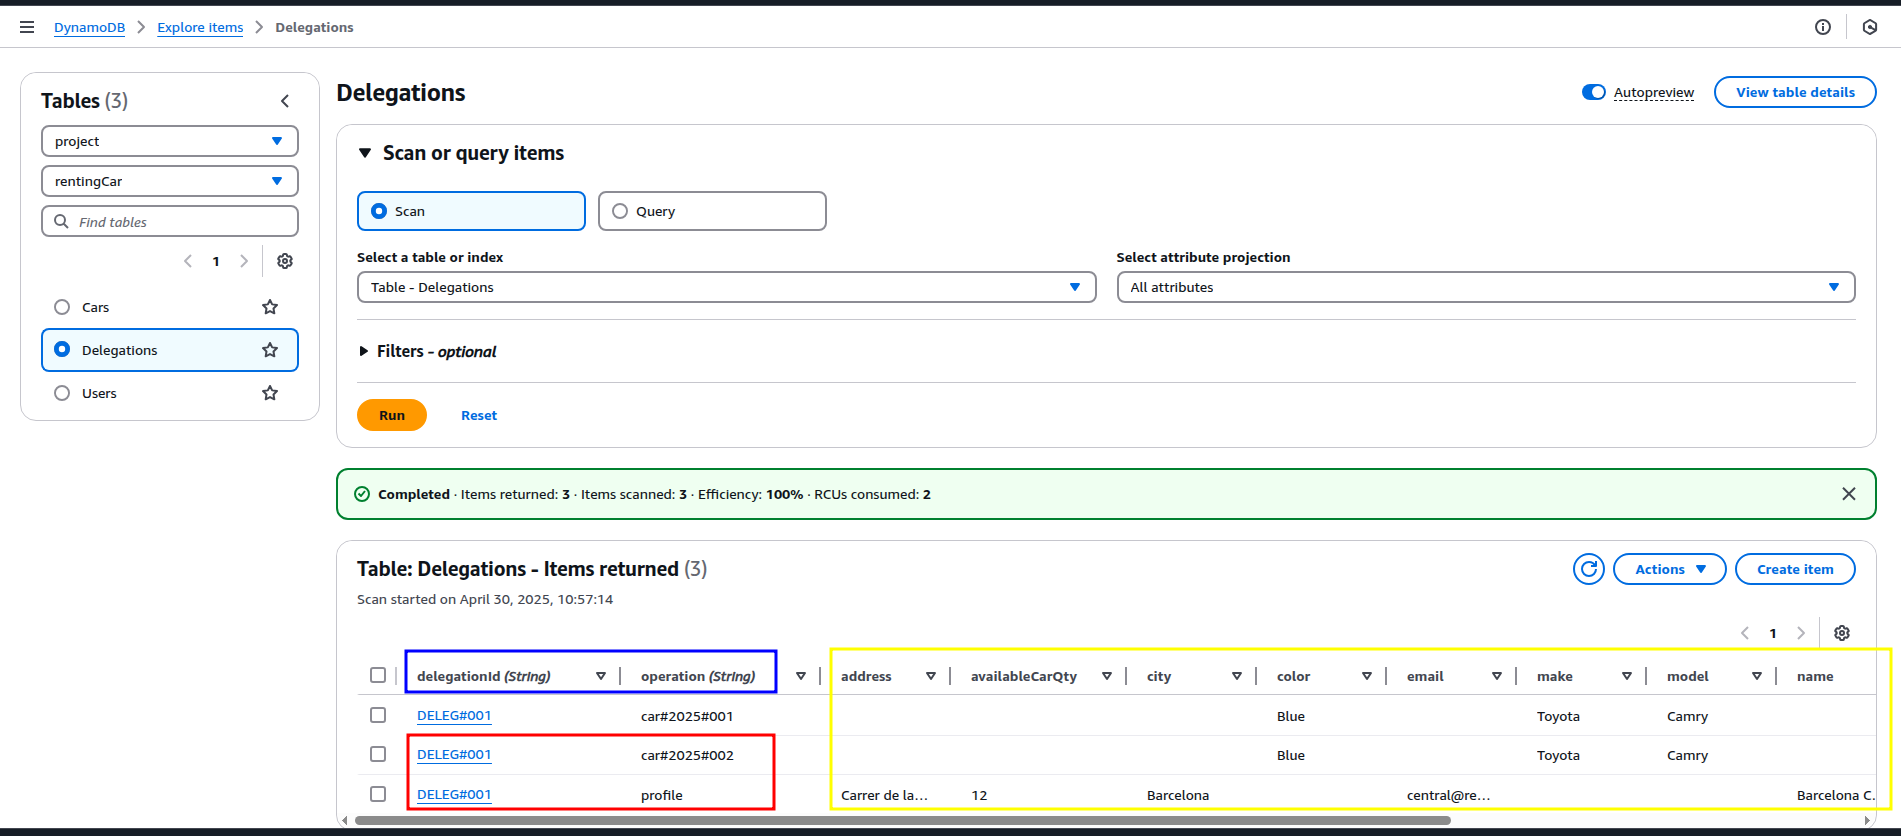 DynamoDB > Explore items > Delegations
Tables (3)
project
rentingCar
Find tables
1
Cars
Delegations
Users
Delegations
Autopreview
View table details
Scan or query items
Scan
Query
Select a table or index
Select attribute projection
Table - Delegations
All attributes
Filters - optional
Run
Reset
Completed · Items returned: 3 · Items scanned: 3 · Efficiency: 100% · RCUs consumed: 2
Table: Delegations - Items returned (3)
Actions
Create item
Scan started on April 30, 2025, 10:57:14
1
delegationId (String) operation (String) address availableCarQty city color email make model name
DELEG#001 car#2025#001 Blue Toyota Camry
DELEG#001 car#2025#002 Blue Toyota Camry
DELEG#001 profile Carrer de la... 12 Barcelona central@re... Barcelona C.